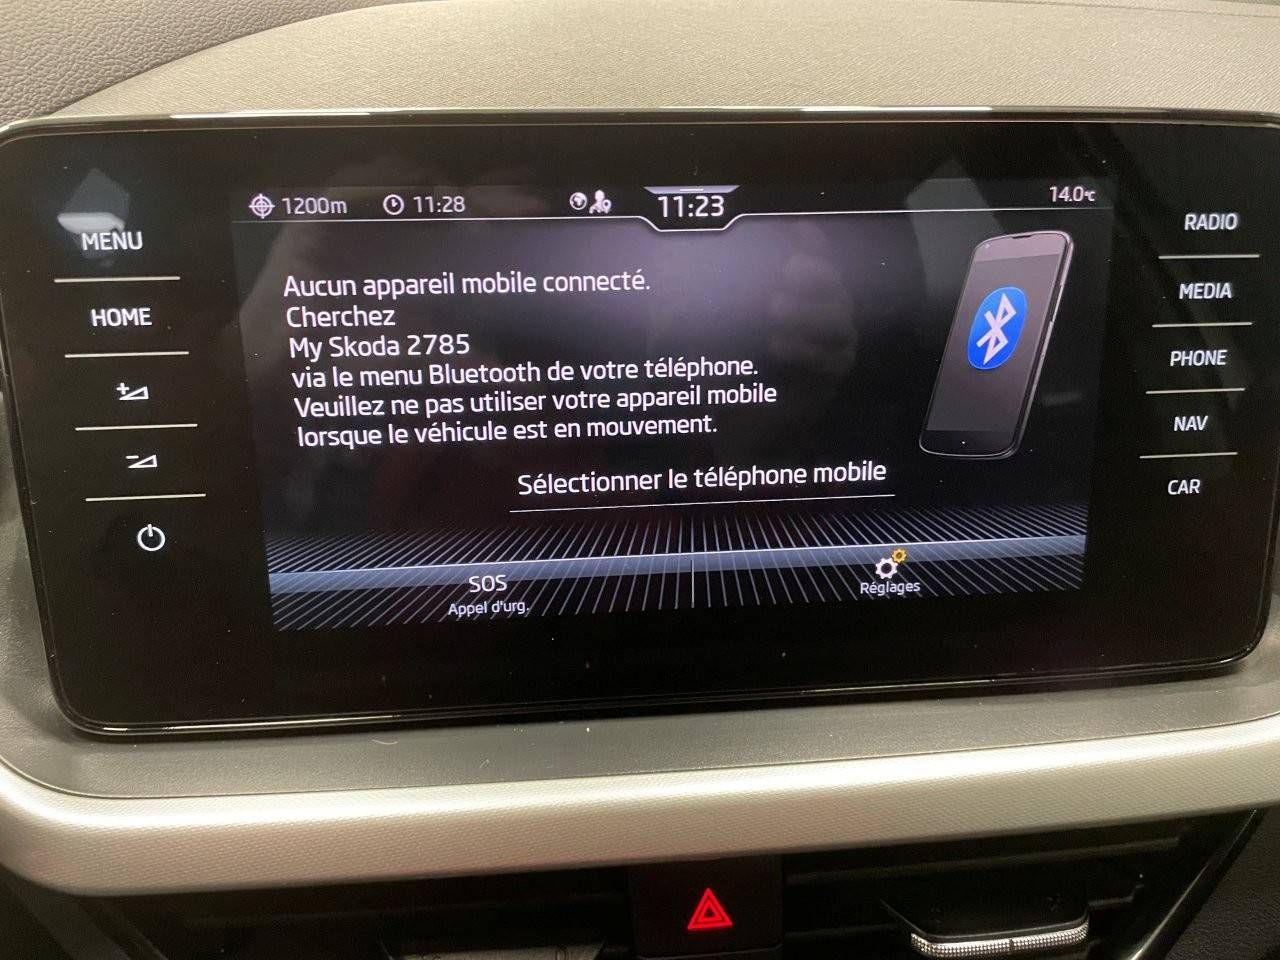 1200m 11:28 11:23 14.0°C
MENU
HOME
RADIO
MEDIA
PHONE
NAV
CAR
Aucun appareil mobile connecté.
Cherchez
My Skoda 2785
via le menu Bluetooth de votre téléphone.
Veuillez ne pas utiliser votre appareil mobile
lorsque le véhicule est en mouvement.
Sélectionner le téléphone mobile
SOS
Appel d'urg.
Réglages